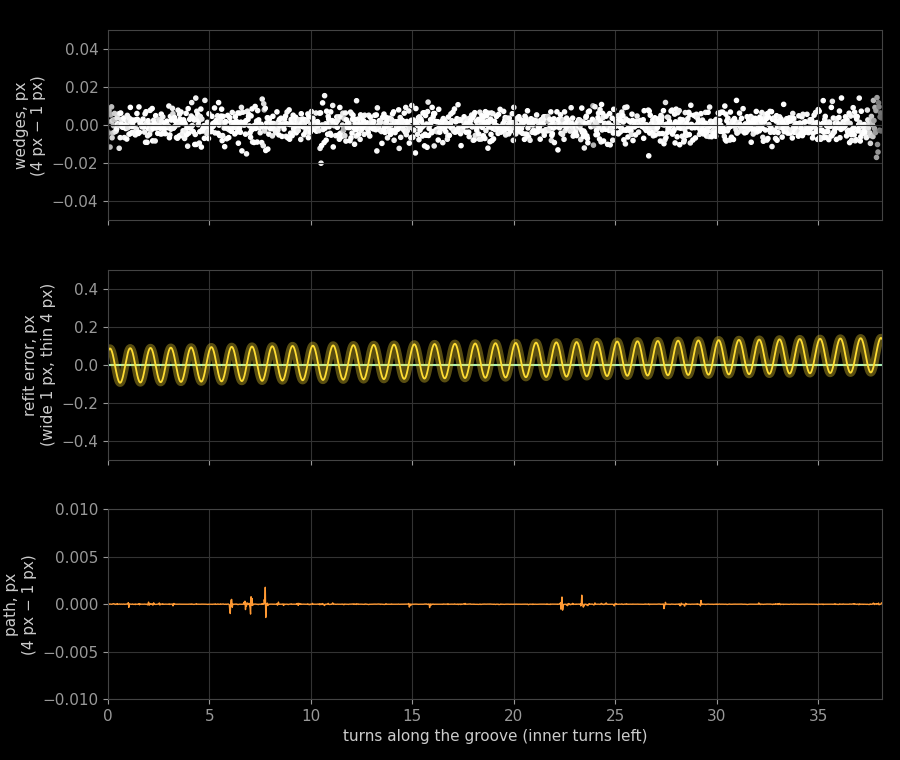 wedges, px
(4 px − 1 px)
0.04
0.02
0.00
−0.02
−0.04
refit error, px
(wide 1 px, thin 4 px)
0.4
0.2
0.0
−0.2
−0.4
path, px
(4 px − 1 px)
0.010
0.005
0.000
−0.005
−0.010
0 5 10 15 20 25 30 35
turns along the groove (inner turns left)